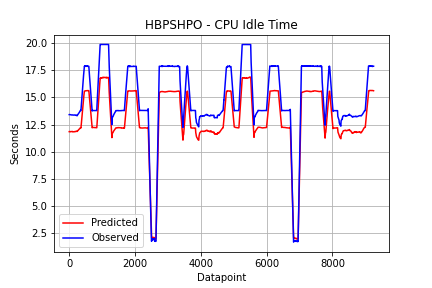 HBPSHPO - CPU Idle Time
Seconds
20.0
17.5
15.0
12.5
10.0
7.5
5.0
2.5
Predicted
Observed
0 2000 4000 6000 8000
Datapoint